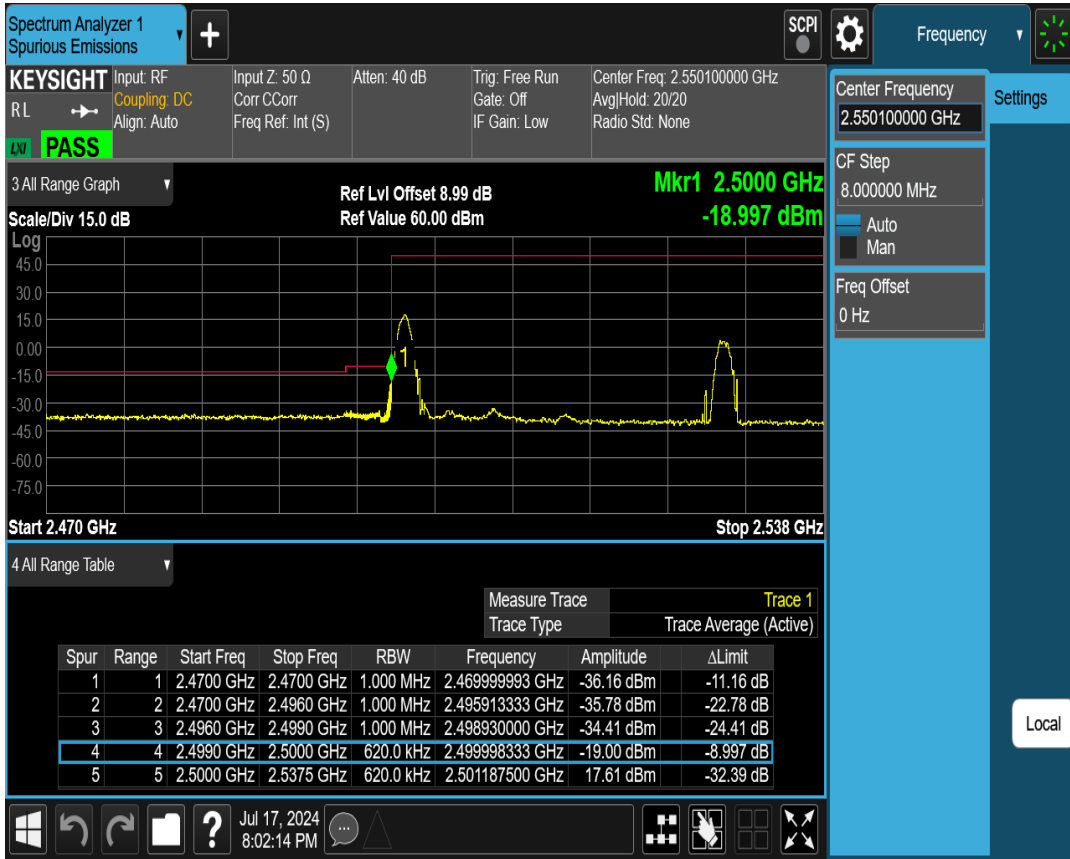 Spectrum Analyzer 1
Spurious Emissions
+
SCPI
Frequency
KEYSIGHT
RL
LXI
PASS
Input: RF
Coupling: DC
Align: Auto
Input Z: 50 Ω
Corr CCorr
Freq Ref: Int (S)
Atten: 40 dB
Trig: Free Run
Gate: Off
IF Gain: Low
Center Freq: 2.550100000 GHz
Avg|Hold: 20/20
Radio Std: None
Center Frequency
2.550100000 GHz
Settings
CF Step
8.000000 MHz
Auto
Man
Freq Offset
0 Hz
Local
3 All Range Graph
Scale/Div 15.0 dB
Ref Lvl Offset 8.99 dB
Ref Value 60.00 dBm
Mkr1 2.5000 GHz
-18.997 dBm
Log
45.0
30.0
15.0
0.00
-15.0
-30.0
-45.0
-60.0
-75.0
1
Start 2.470 GHz Stop 2.538 GHz
4 All Range Table
Measure Trace Trace 1
Trace Type Trace Average (Active)
Spur Range Start Freq Stop Freq RBW Frequency Amplitude ΔLimit
1 1 2.4700 GHz 2.4700 GHz 1.000 MHz 2.469999993 GHz -36.16 dBm -11.16 dB
2 2 2.4700 GHz 2.4960 GHz 1.000 MHz 2.495913333 GHz -35.78 dBm -22.78 dB
3 3 2.4960 GHz 2.4990 GHz 1.000 MHz 2.498930000 GHz -34.41 dBm -24.41 dB
4 4 2.4990 GHz 2.5000 GHz 620.0 kHz 2.499998333 GHz -19.00 dBm -8.997 dB
5 5 2.5000 GHz 2.5375 GHz 620.0 kHz 2.501187500 GHz 17.61 dBm -32.39 dB
?
Jul 17, 2024
8:02:14 PM